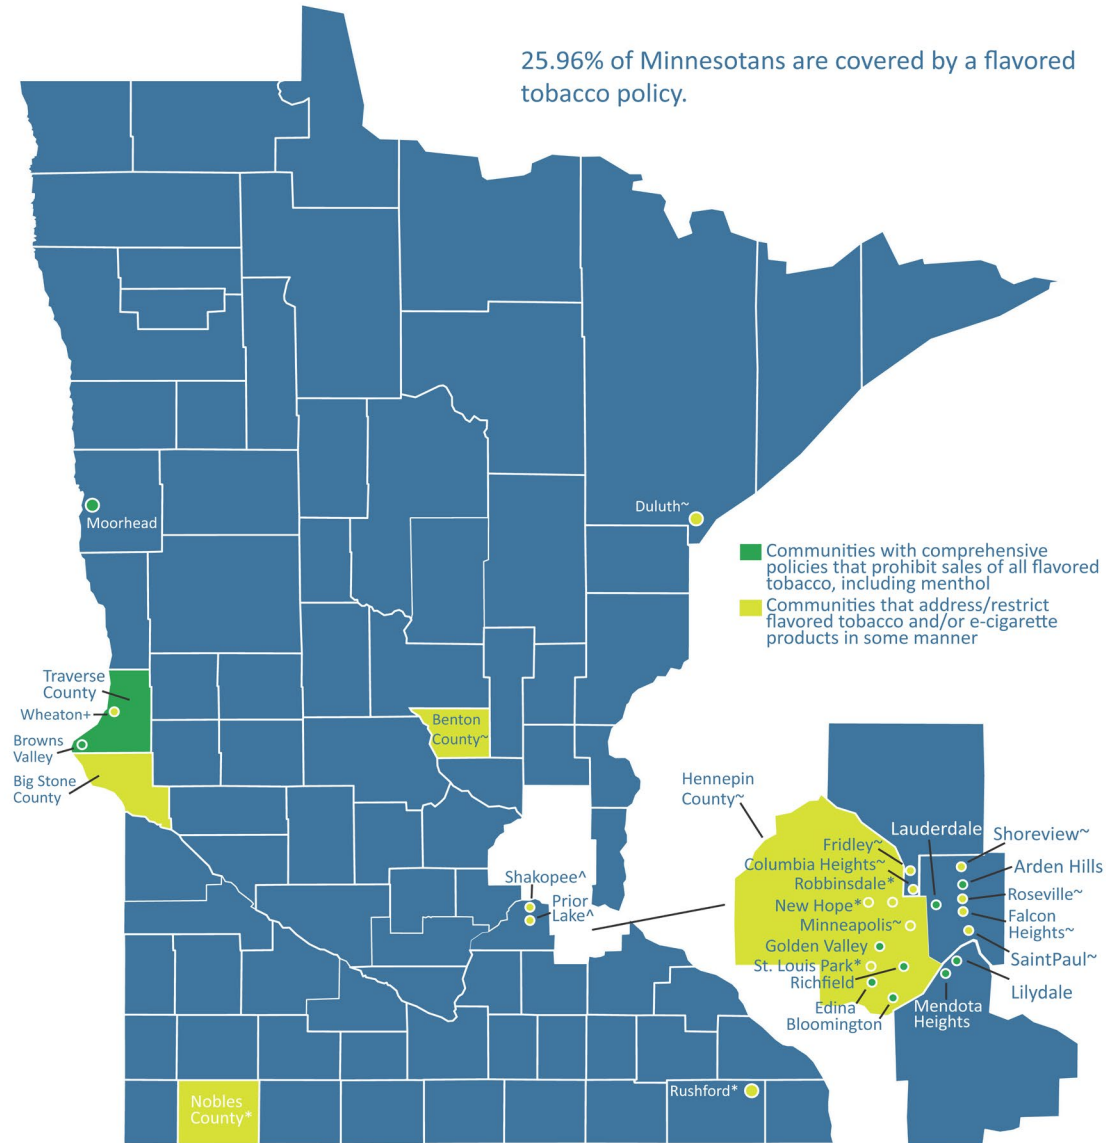 25.96% of Minnesotans are covered by a flavored
tobacco policy.
Moorhead
Duluth~
Communities with comprehensive
policies that prohibit sales of all flavored
tobacco, including menthol
Communities that address/restrict
flavored tobacco and/or e-cigarette
products in some manner
Traverse
County
Wheaton+
Browns
Valley
Big Stone
County
Benton
County~
Hennepin
County~
Lauderdale
Shoreview~
Fridley~
Columbia Heights~
Arden Hills
Robbinsdale*
Roseville~
New Hope*
Falcon
Heights~
Minneapolis~
Golden Valley
SaintPaul~
St. Louis Park*
Richfield
Lilydale
Edina
Bloomington
Mendota
Heights
Shakopee^
Prior
Lake^
Nobles
County*
Rushford*